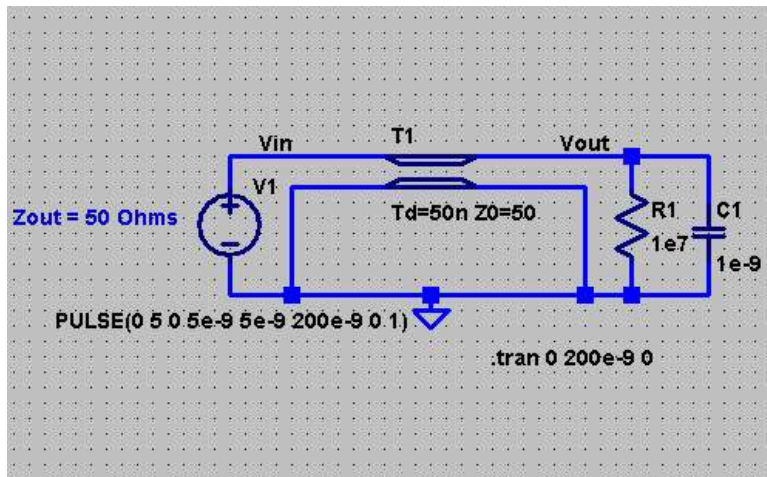 Vin
T1
Vout
V1
Zout = 50 Ohms
Td=50n Z0=50
R1
C1
1e7
1e-9
PULSE(0 5 0 5e-9 5e-9 200e-9 0 1)
.tran 0 200e-9 0